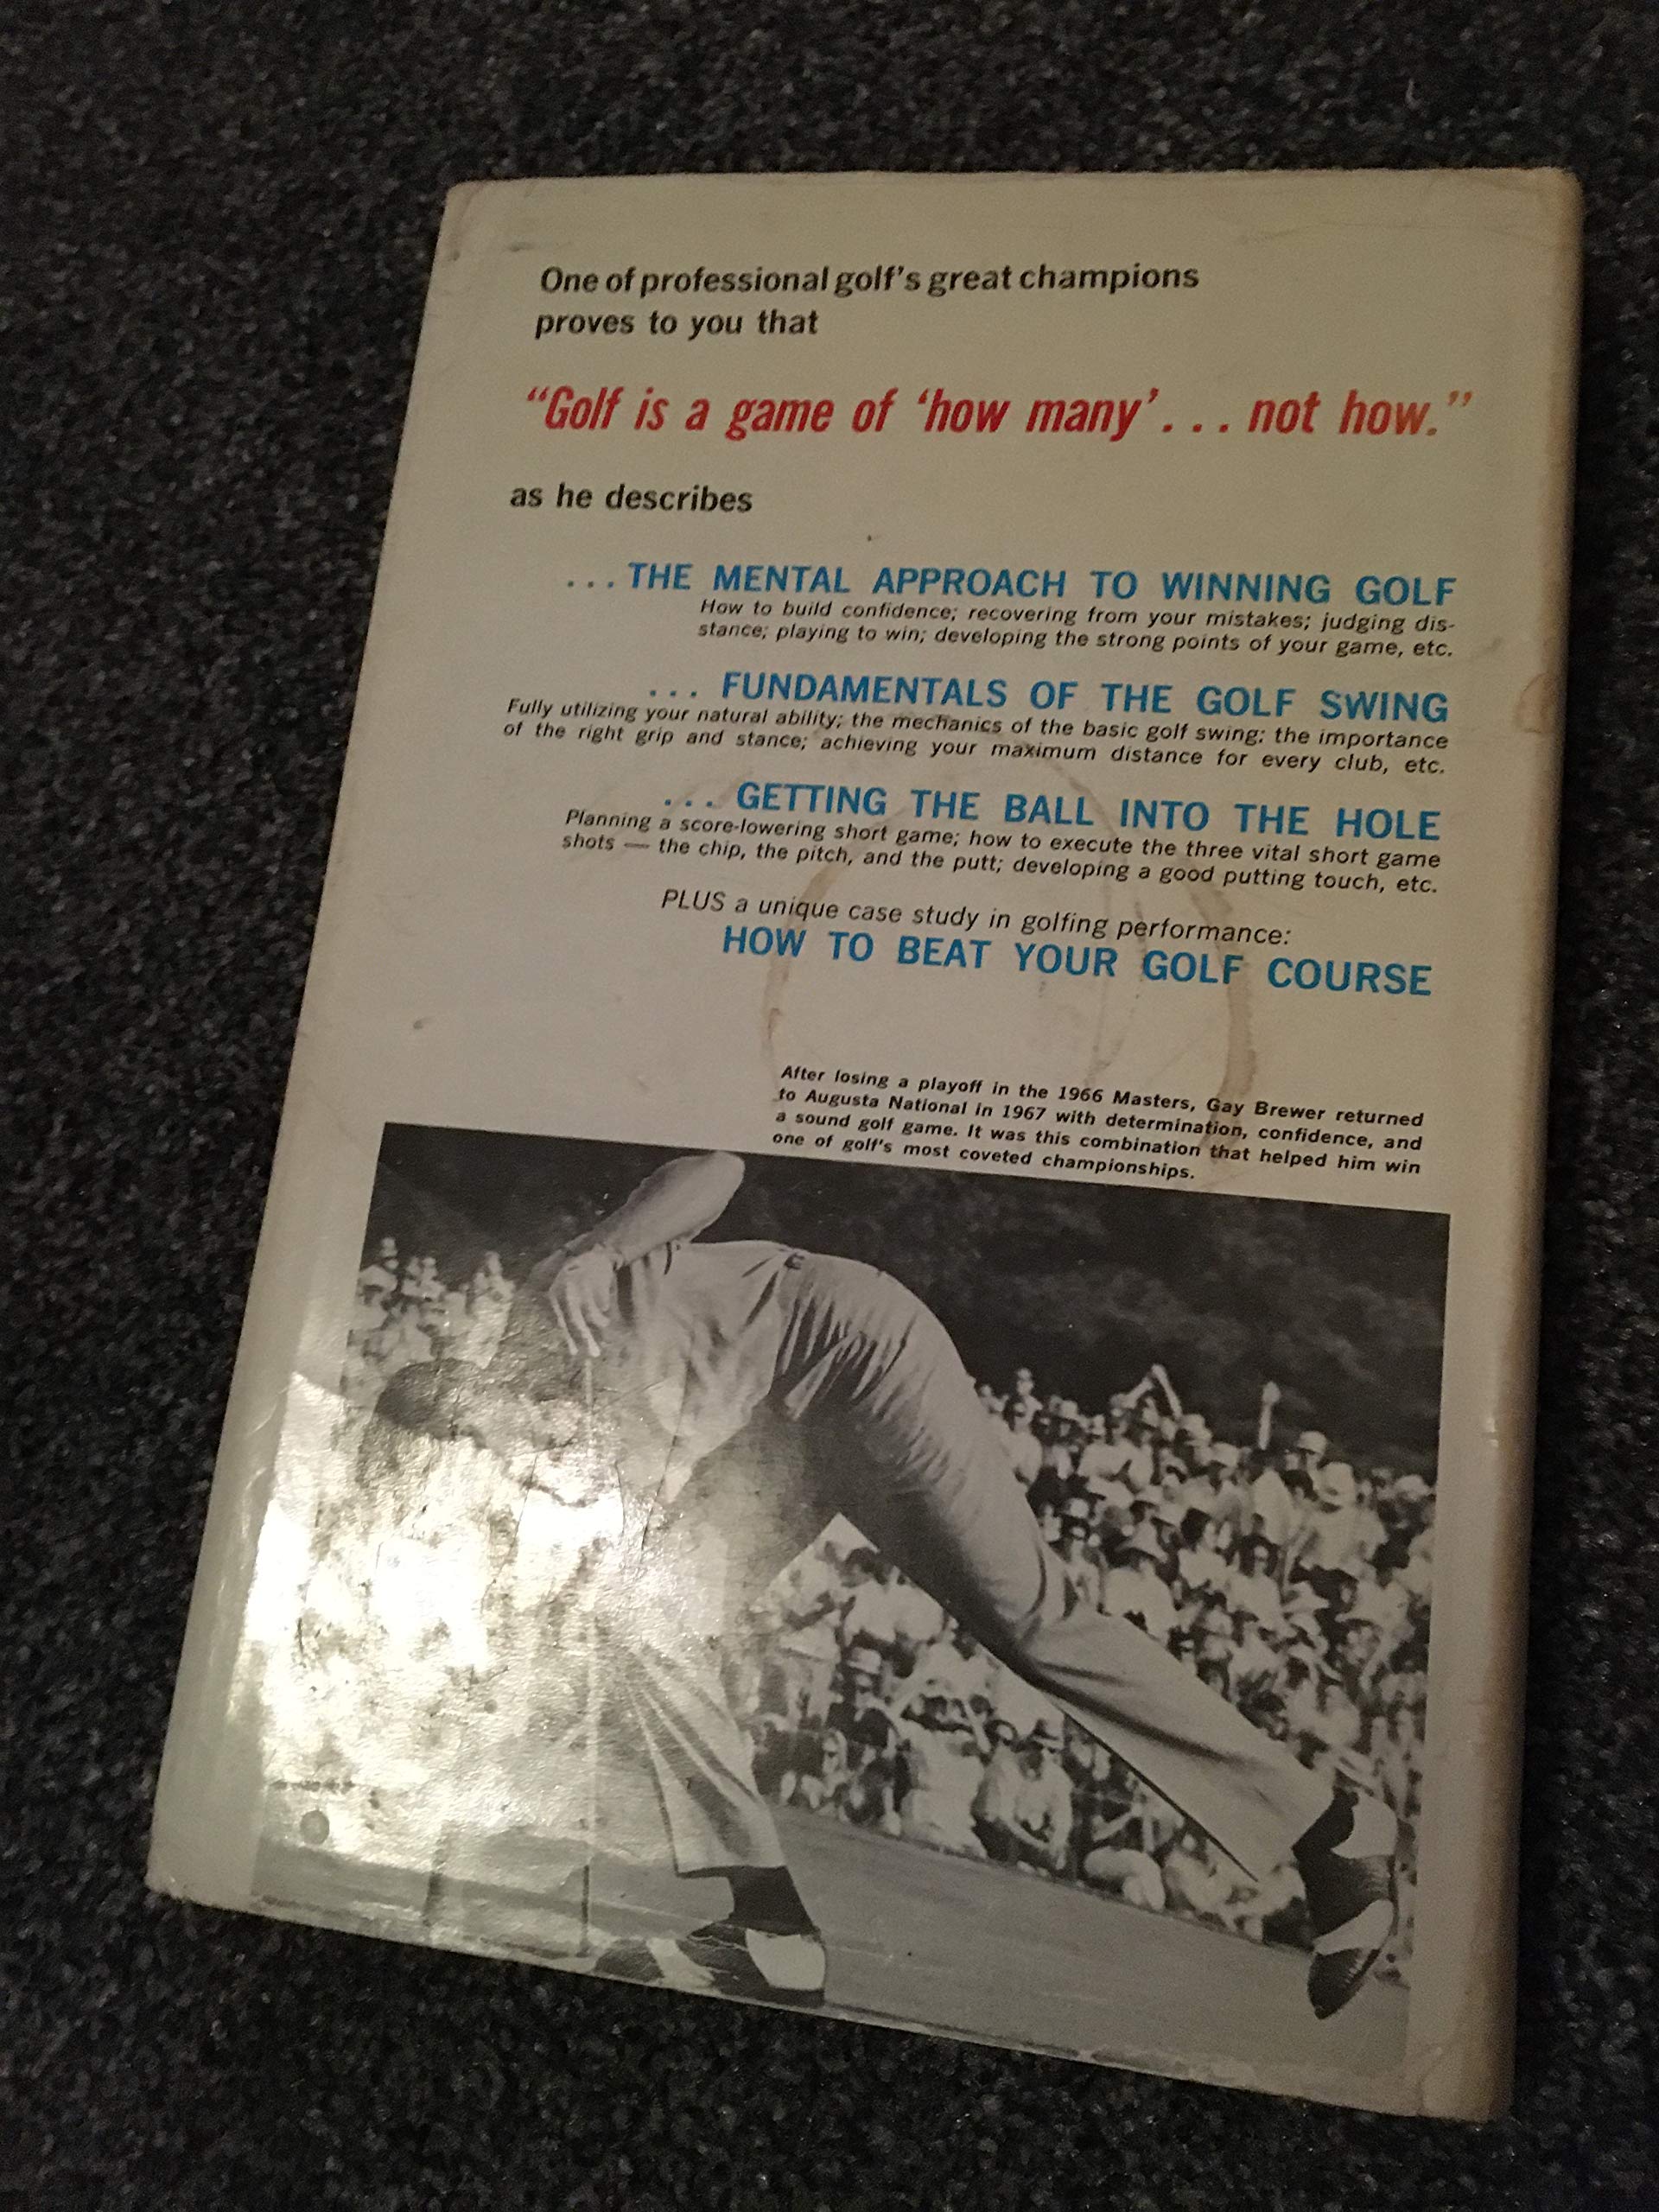 One of professional golf's great champions
proves to you that
“Golf is a game of ‘how many’... not how.”
as he describes
... THE MENTAL APPROACH TO WINNING GOLF
How to build confidence; recovering from your mistakes; judging dis-
stance; playing to win; developing the strong points of your game, etc.
... FUNDAMENTALS OF THE GOLF SWING
Fully utilizing your natural ability; the mechanics of the basic golf swing: the importance
of the right grip and stance; achieving your maximum distance for every club, etc.
... GETTING THE BALL INTO THE HOLE
Planning a score-lowering short game; how to execute the three vital short game
shots — the chip, the pitch, and the putt; developing a good putting touch, etc.
PLUS a unique case study in golfing performance:
HOW TO BEAT YOUR GOLF COURSE
After losing a playoff in the 1966 Masters, Gay Brewer returned
to Augusta National in 1967 with determination, confidence, and
a sound golf game. It was this combination that helped him win
one of golf's most coveted championships.